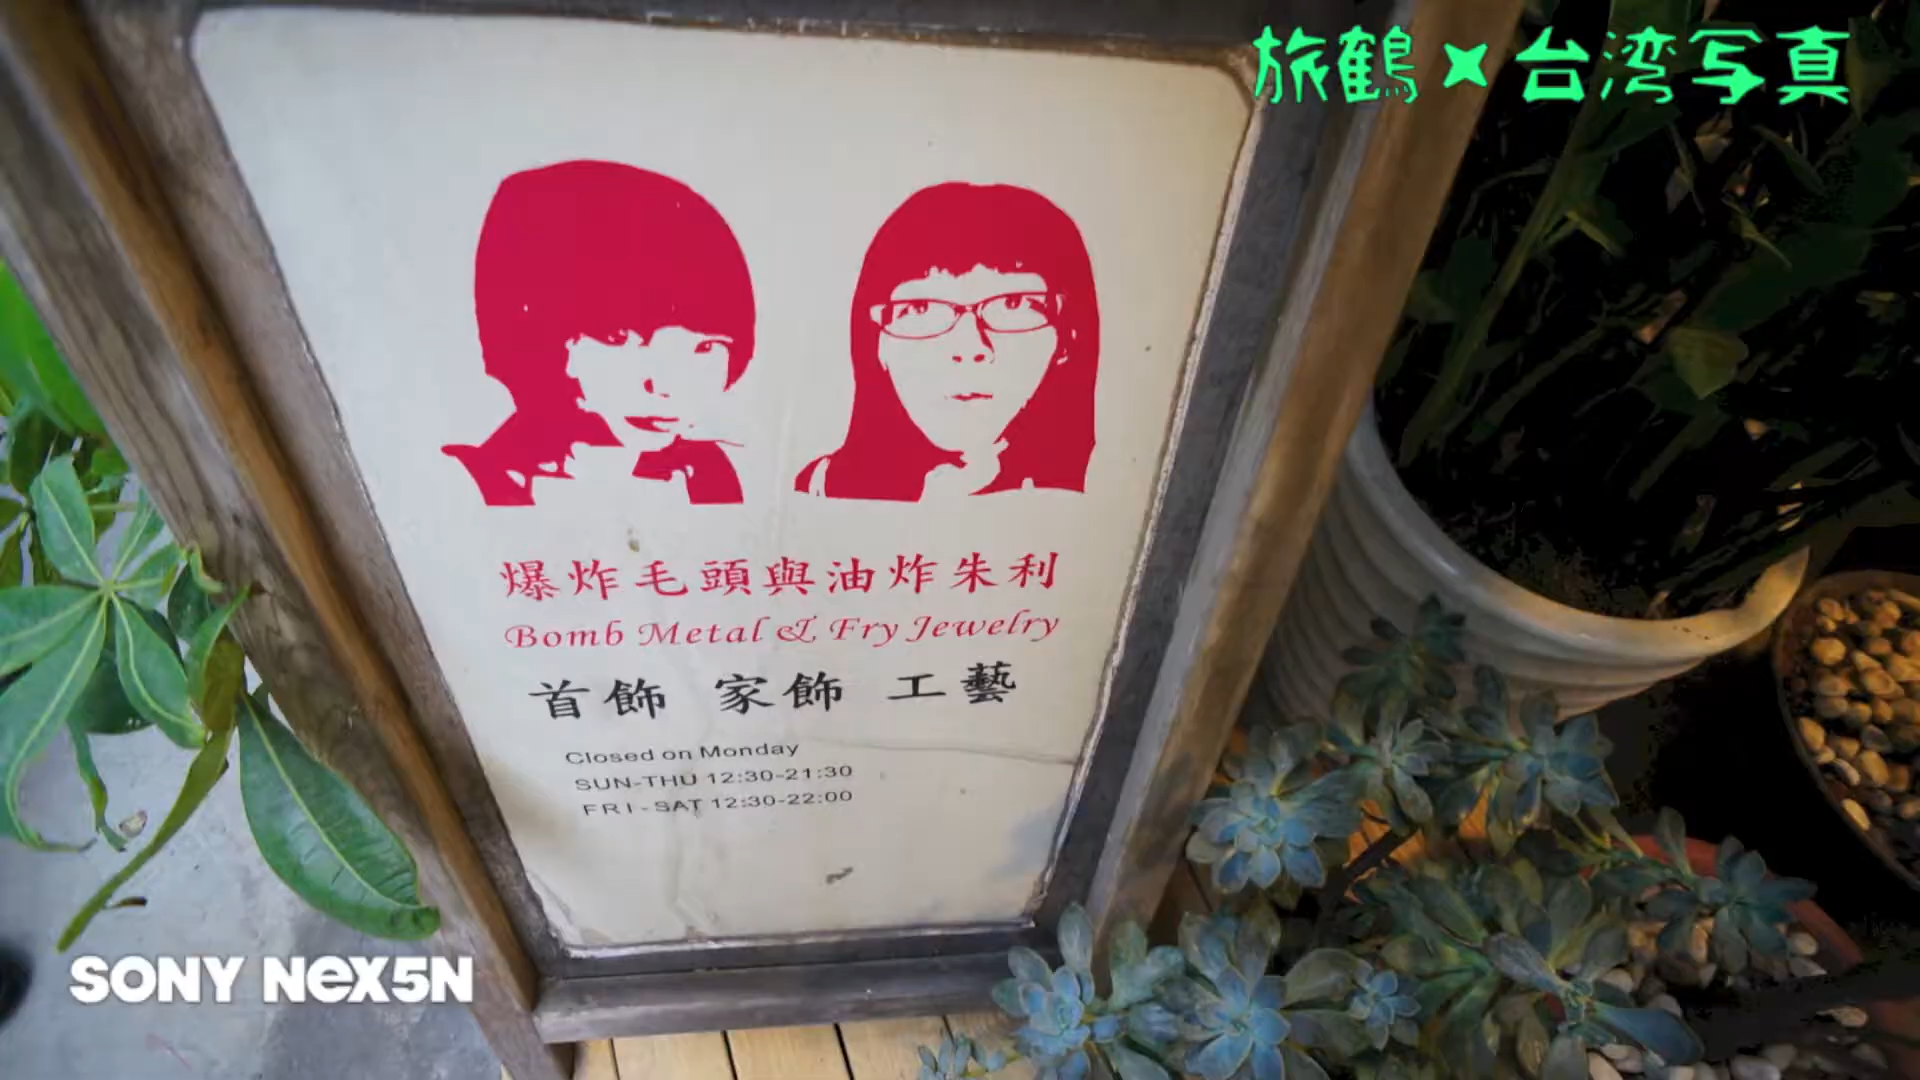 旅鶴×台湾写真
爆炸毛頭與油炸朱利
Bomb Metal & Fry Jewelry
首飾 家飾 工藝
Closed on Monday
SUN-THU 12:30-21:30
FRI-SAT 12:30-22:00
SONY NEX5N